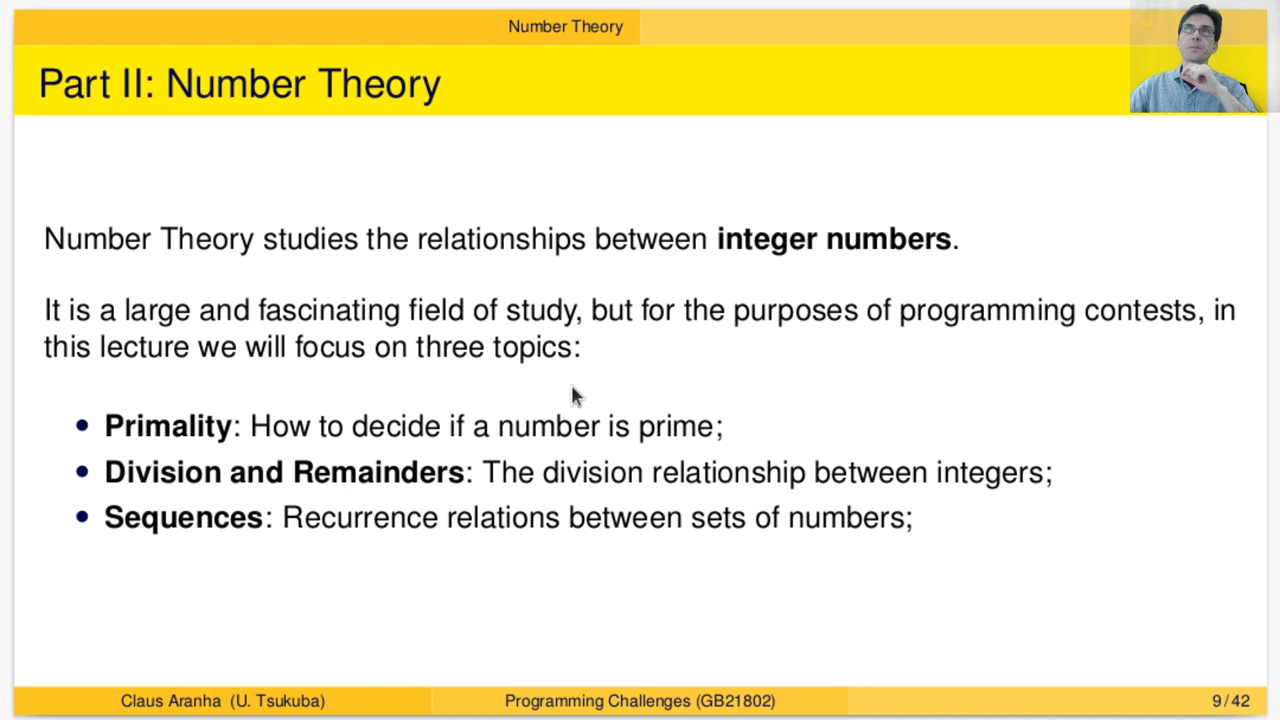 Number Theory
Part II: Number Theory
Number Theory studies the relationships between integer numbers.
It is a large and fascinating field of study, but for the purposes of programming contests, in
this lecture we will focus on three topics:
• Primality: How to decide if a number is prime;
• Division and Remainders: The division relationship between integers;
• Sequences: Recurrence relations between sets of numbers;
Claus Aranha (U. Tsukuba) Programming Challenges (GB21802) 9 / 42